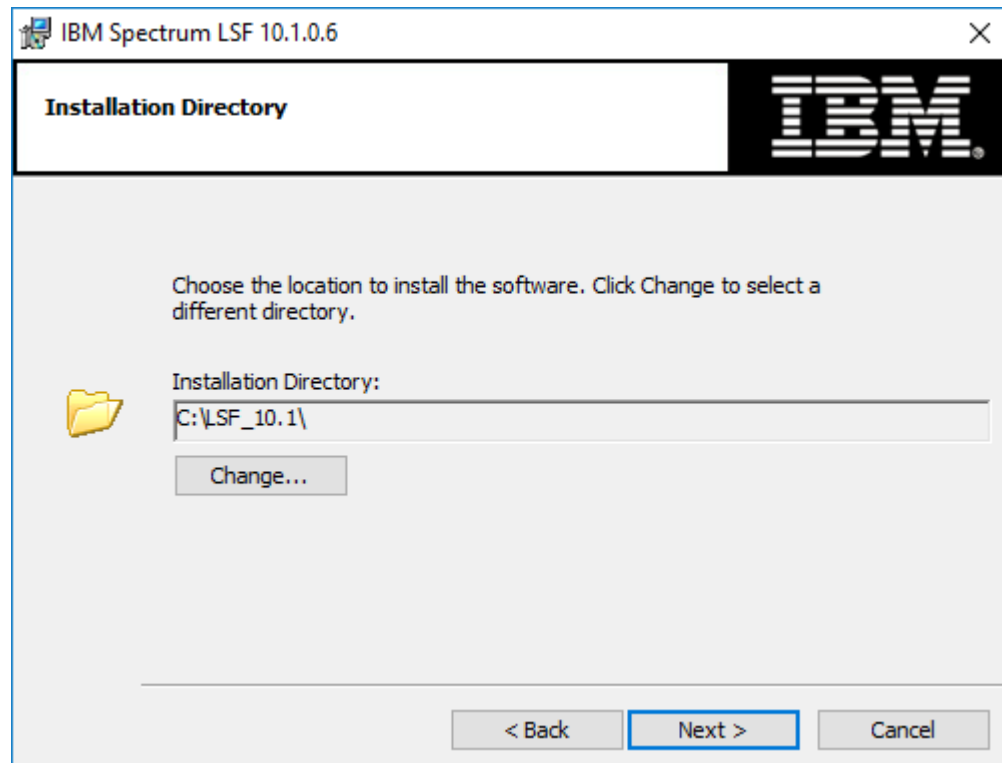 IBM Spectrum LSF 10.1.0.6
Installation Directory
IBM®
Choose the location to install the software. Click Change to select a
different directory.
Installation Directory:
C:\LSF_10.1\
Change...
< Back
Next >
Cancel